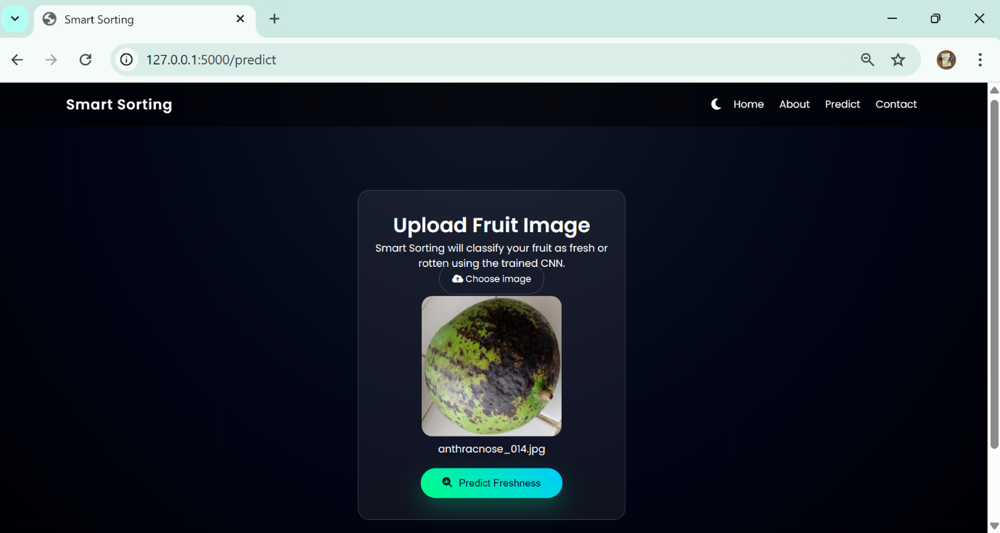 Smart Sorting
127.0.0.1:5000/predict
Smart Sorting
Home About Predict Contact
Upload Fruit Image
Smart Sorting will classify your fruit as fresh or
rotten using the trained CNN.
Choose image
anthracnose_014.jpg
Predict Freshness